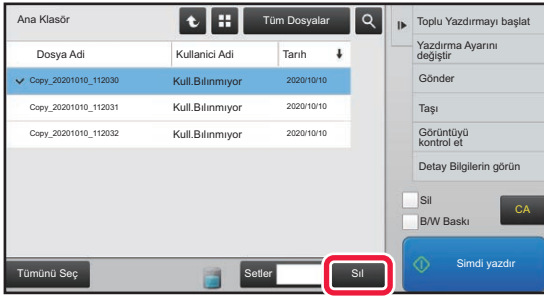 Ana Klasör
Tüm Dosyalar
Dosya Adi
Kullanici Adi
Tarıh
Copy_20201010_112030
Kull.Bılınmıyor
2020/10/10
Copy_20201010_112031
Kull.Bılınmıyor
2020/10/10
Copy_20201010_112032
Kull.Bılınmıyor
2020/10/10
Tümünü Seç
Setler
Sıl
Toplu Yazdırmayı başlat
Yazdırma Ayarını
değiştir
Gönder
Taşı
Görüntüyü
kontrol et
Detay Bilgilerin görün
Sil
B/W Baskı
CA
Simdi yazdır